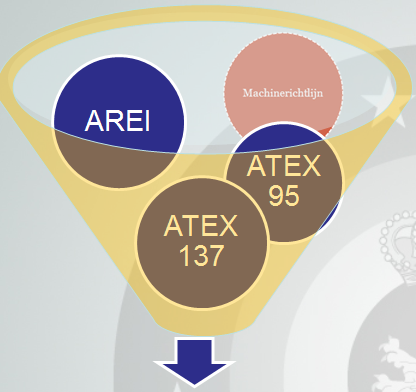 AREI
Machinerichtlijn
ATEX
95
ATEX
137